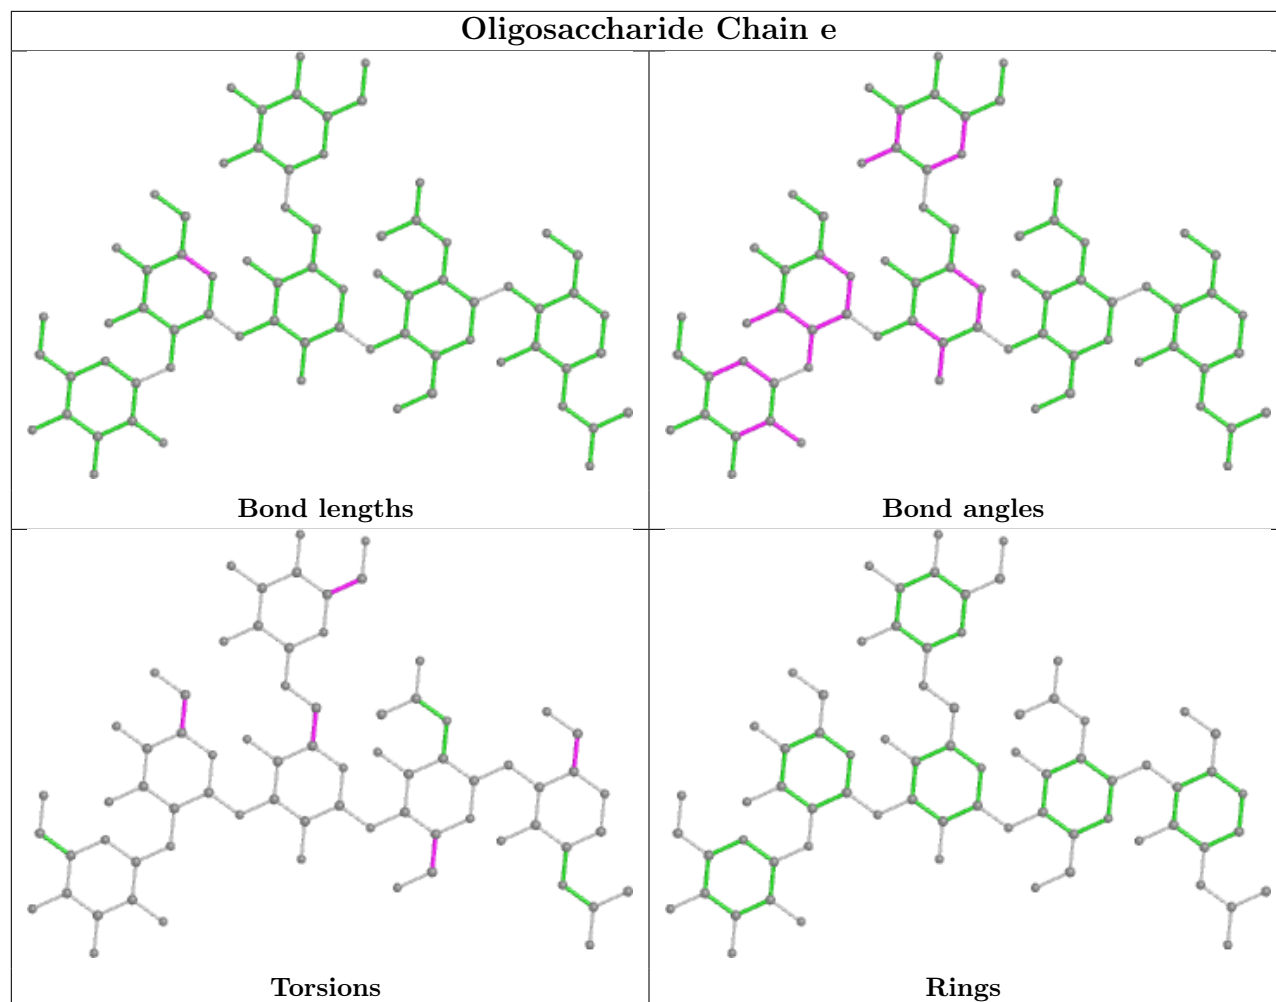 Oligosaccharide Chain e
Bond lengths
Bond angles
Torsions
Rings